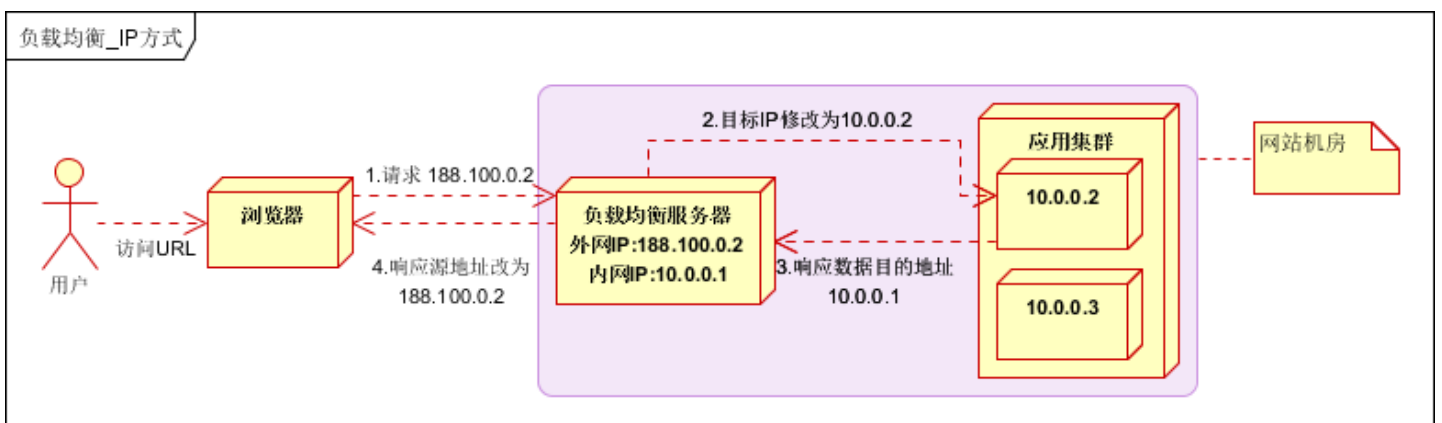 负载均衡_IP方式
用户
访问URL
浏览器
1.请求 188.100.0.2
4.响应源地址改为
188.100.0.2
负载均衡服务器
外网IP:188.100.0.2
内网IP:10.0.0.1
2.目标IP修改为10.0.0.2
3.响应数据目的地址
10.0.0.1
应用集群
10.0.0.2
10.0.0.3
网站机房